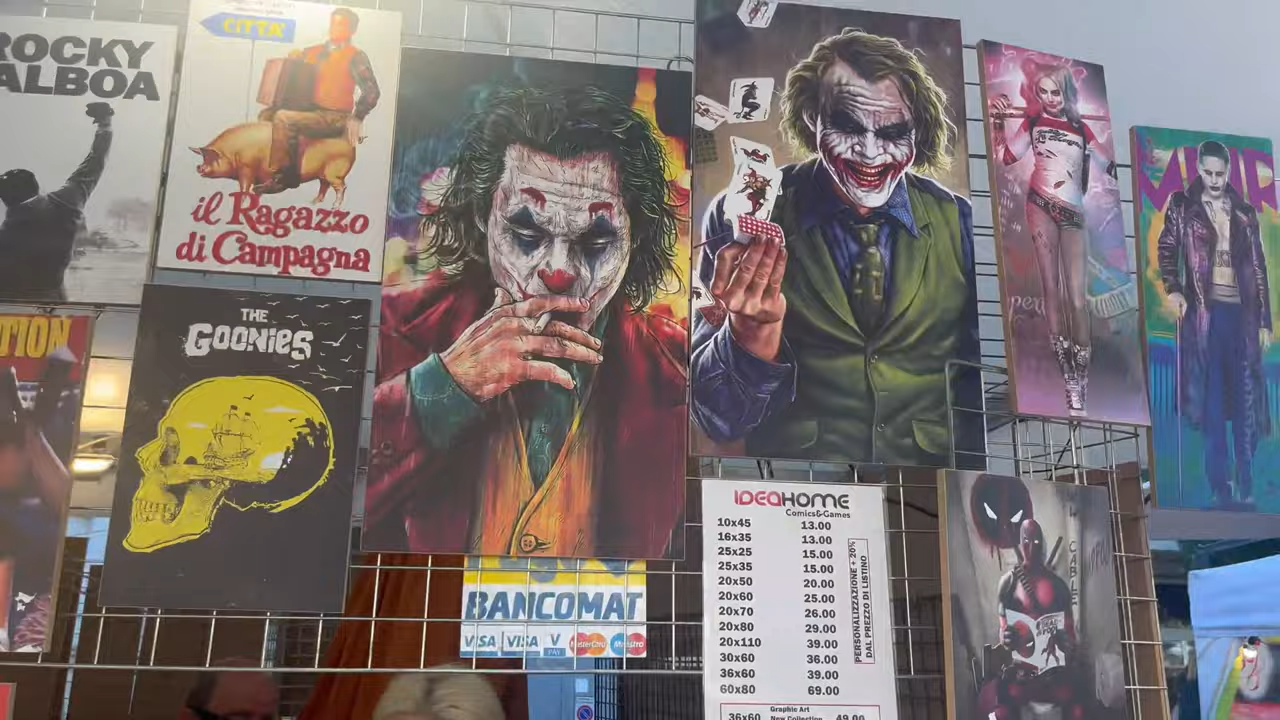 ROCKY
ALBOA
CITTA'
il Ragazzo
di Campagna
THE
GOONIES
TION
BANCOMAT
VISA VISA V PAY MasterCard Maestro
IDEAHOME
Comics&Games
10x45 13.00
16x35 13.00
25x25 15.00
25x35 15.00
20x50 20.00
20x60 25.00
20x70 26.00
20x80 29.00
20x110 39.00
30x60 36.00
36x60 39.00
60x80 69.00
PERSONALIZZAZIONE + 20%
DAL PREZZO DI LISTINO
Graphic Art
36x60 New Collection 49.00